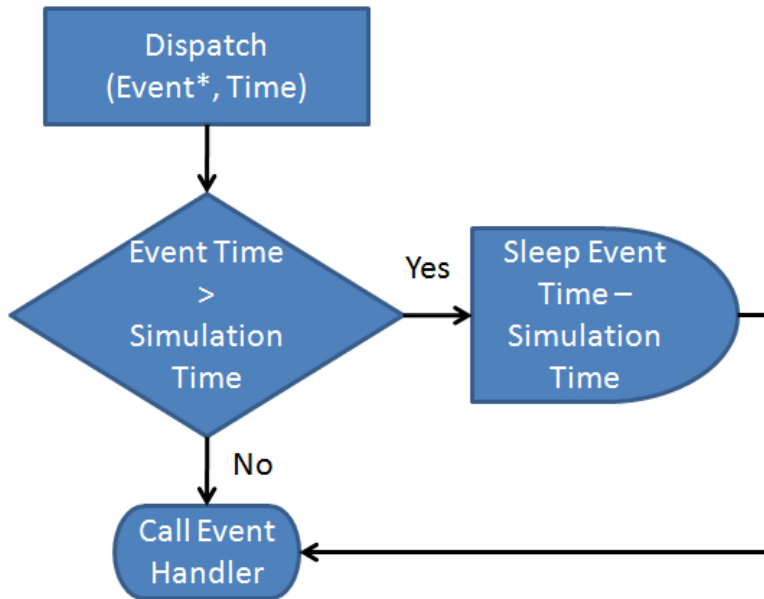 Dispatch
(Event*, Time)
Event Time
>
Simulation
Time
Yes
Sleep Event
Time –
Simulation
Time
No
Call Event
Handler